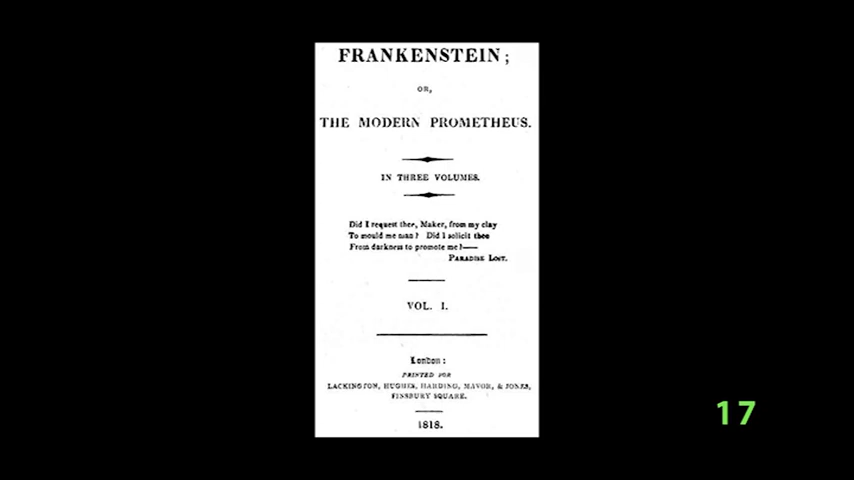 FRANKENSTEIN;
OR,
THE MODERN PROMETHEUS.
IN THREE VOLUMES.
Did I request thee, Maker, from my clay
To mould me man? Did I solicit thee
From darkness to promote me?——
PARADISE LOST.
VOL. I.
London:
PRINTED FOR
LACKINGTON, HUGHES, HARDING, MAVOR, & JONES,
FINSBURY SQUARE.
1818.
17